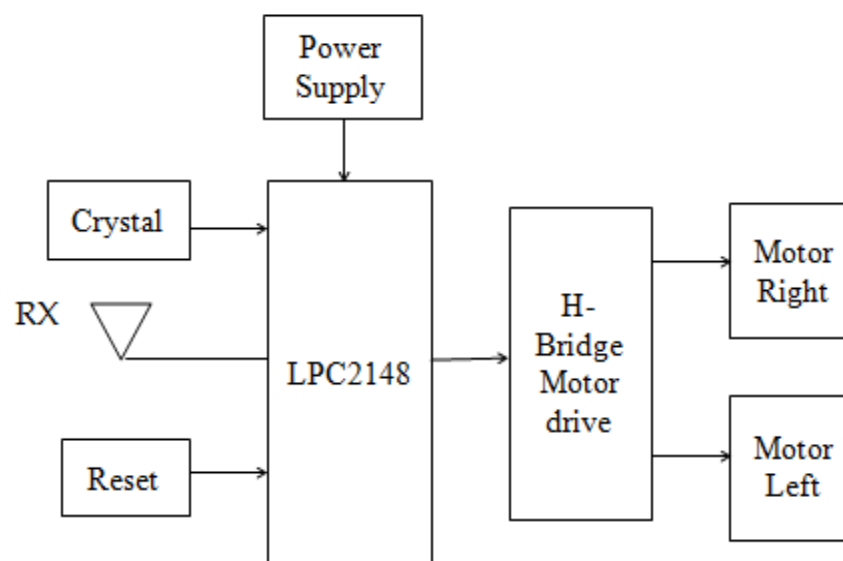 Power
Supply
Crystal
RX
LPC2148
Reset
H-
Bridge
Motor
drive
Motor
Right
Motor
Left